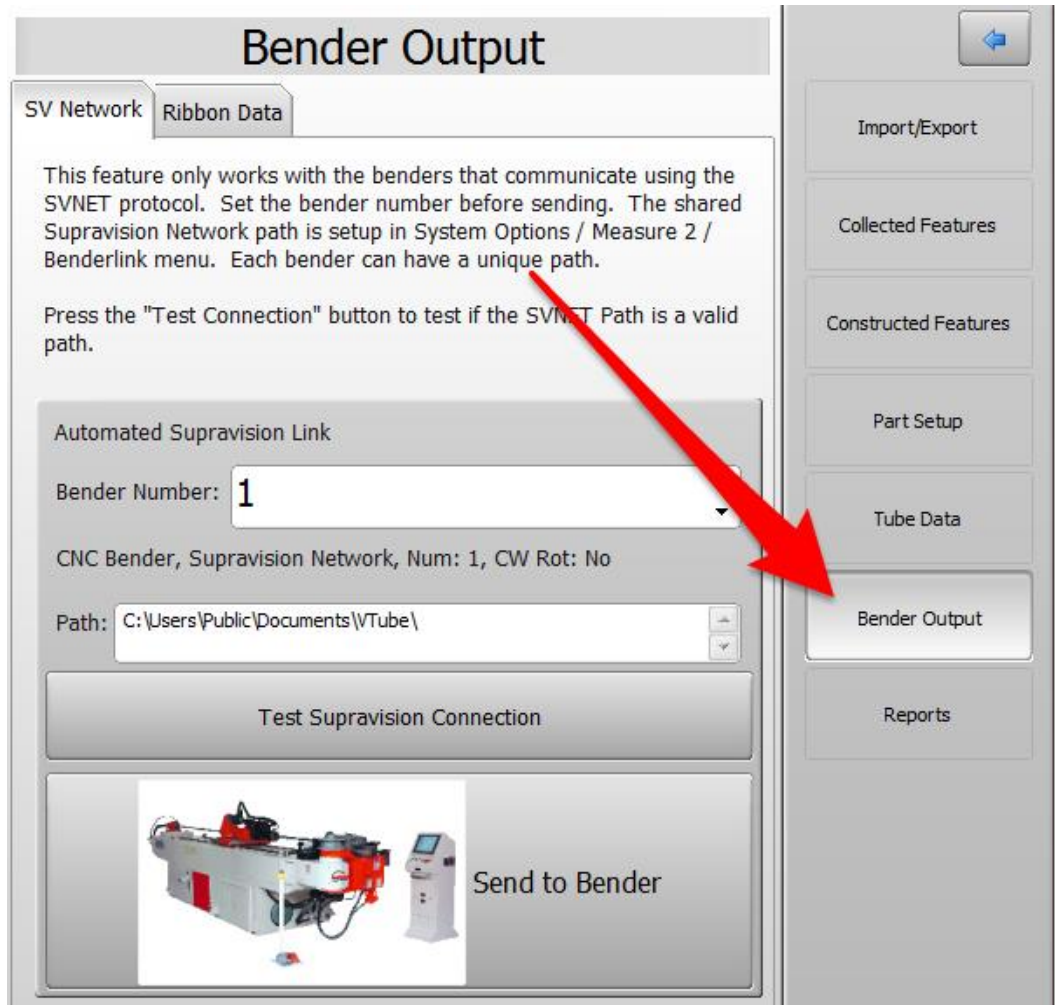 Bender Output
SV Network
Ribbon Data
This feature only works with the benders that communicate using the
SVNET protocol.  Set the bender number before sending.  The shared
Supravision Network path is setup in System Options / Measure 2 /
Benderlink menu.  Each bender can have a unique path.
Press the "Test Connection" button to test if the SVNET Path is a valid
path.
Automated Supravision Link
Bender Number: 1
CNC Bender, Supravision Network, Num: 1, CW Rot: No
Path: C:\Users\Public\Documents\VTube\
Test Supravision Connection
Send to Bender
Import/Export
Collected Features
Constructed Features
Part Setup
Tube Data
Bender Output
Reports